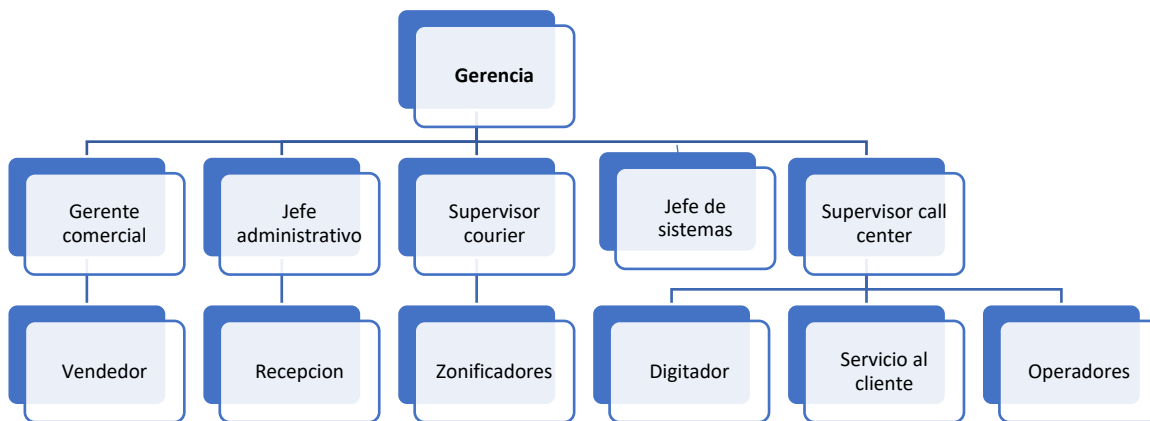 Gerencia
Gerente
comercial
Jefe
administrativo
Supervisor
courier
Jefe de
sistemas
Supervisor call
center
Vendedor
Recepcion
Zonificadores
Digitador
Servicio al
cliente
Operadores